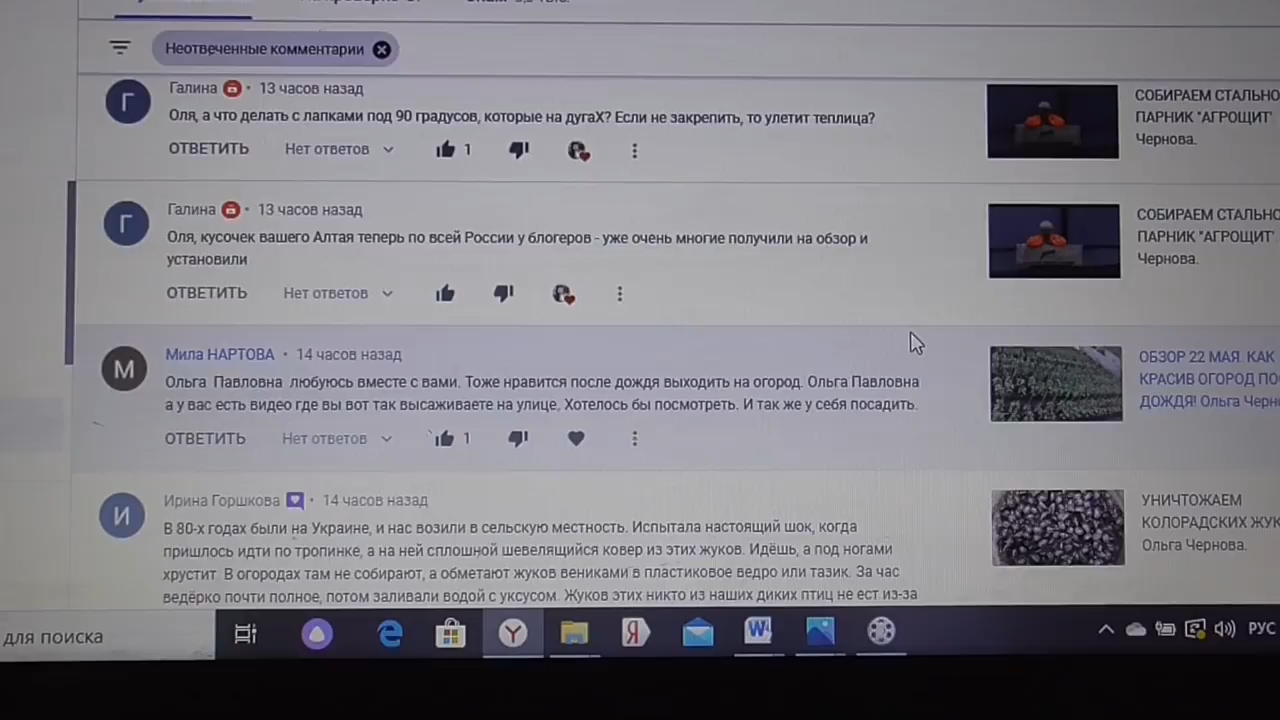 Неотвеченные комментарии
Галина • 13 часов назад
Оля, а что делать с лапками под 90 градусов, которые на дугаХ? Если не закрепить, то улетит теплица?
ОТВЕТИТЬ Нет ответов 1
СОБИРАЕМ СТАЛЬНО
ПАРНИК "АГРОЩИТ"
Чернова.
Галина • 13 часов назад
Оля, кусочек вашего Алтая теперь по всей России у блогеров - уже очень многие получили на обзор и
установили
ОТВЕТИТЬ Нет ответов
СОБИРАЕМ СТАЛЬНО
ПАРНИК "АГРОЩИТ"
Чернова.
Мила НАРТОВА • 14 часов назад
Ольга Павловна любуюсь вместе с вами. Тоже нравится после дождя выходить на огород. Ольга Павловна
а у вас есть видео где вы вот так высаживаете на улице, Хотелось бы посмотреть. И так же у себя посадить.
ОТВЕТИТЬ Нет ответов 1
ОБЗОР 22 МАЯ. КАК
КРАСИВ ОГОРОД ПО
ДОЖДЯ! Ольга Черн
Ирина Горшкова • 14 часов назад
В 80-х годах были на Украине, и нас возили в сельскую местность. Испытала настоящий шок, когда
пришлось идти по тропинке, а на ней сплошной шевелящийся ковер из этих жуков. Идёшь, а под ногами
хрустит. В огородах там не собирают, а обметают жуков вениками в пластиковое ведро или тазик. За час
ведёрко почти полное, потом заливали водой с уксусом. Жуков этих никто из наших диких птиц не ест из-за
УНИЧТОЖАЕМ
КОЛОРАДСКИХ ЖУК
Ольга Чернова.
для поиска
РУС